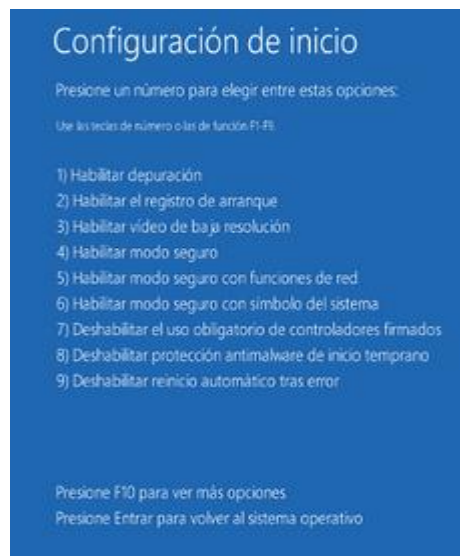 Configuración de inicio
Presione un número para elegir entre estas opciones:
Use las teclas de número o las de función F1-F9.
1) Habilitar depuración
2) Habilitar el registro de arranque
3) Habilitar vídeo de baja resolución
4) Habilitar modo seguro
5) Habilitar modo seguro con funciones de red
6) Habilitar modo seguro con símbolo del sistema
7) Deshabilitar el uso obligatorio de controladores firmados
8) Deshabilitar protección antimalware de inicio temprano
9) Deshabilitar reinicio automático tras error
Presione F10 para ver más opciones
Presione Entrar para volver al sistema operativo